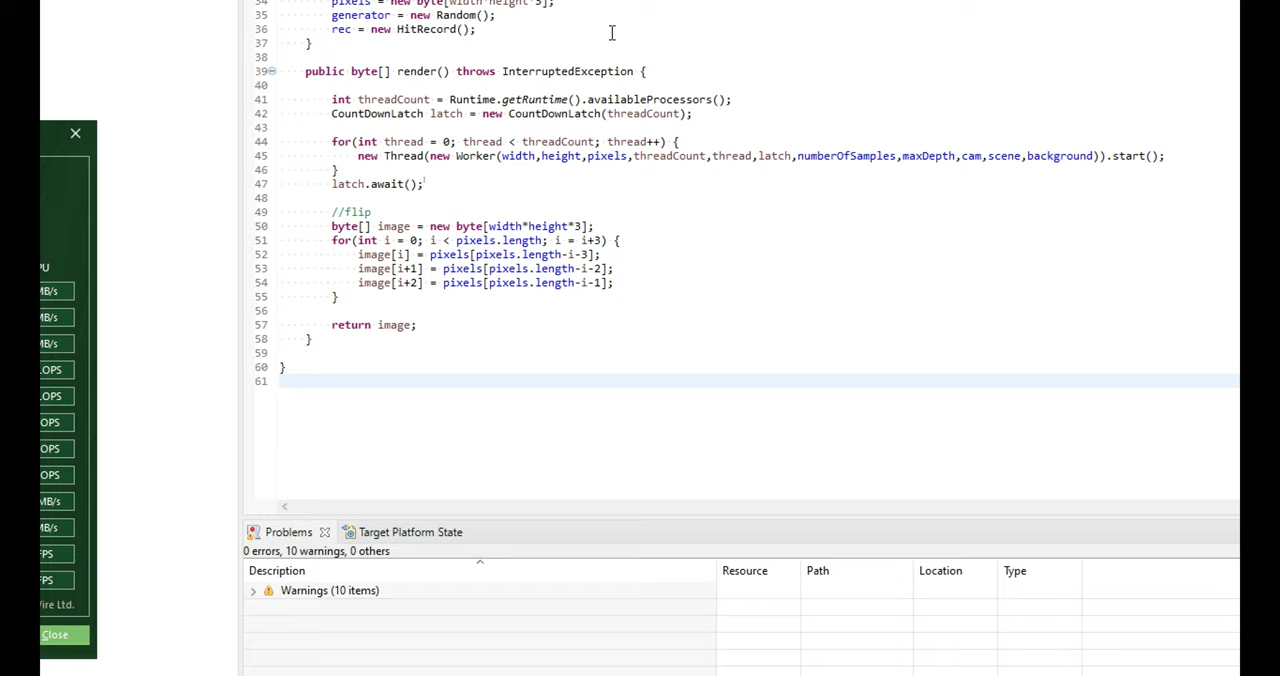 34 pixels = new byte[width*height*3];
35 generator = new Random();
36 rec = new HitRecord();
37 }
38
39 public byte[] render() throws InterruptedException {
40
41 int threadCount = Runtime.getRuntime().availableProcessors();
42 CountDownLatch latch = new CountDownLatch(threadCount);
43
44 for(int thread = 0; thread < threadCount; thread++) {
45 new Thread(new Worker(width,height,pixels,threadCount,thread,latch,numberOfSamples,maxDepth,cam,scene,background)).start();
46 }
47 latch.await();
48
49 //flip
50 byte[] image = new byte[width*height*3];
51 for(int i = 0; i < pixels.length; i = i+3) {
52 image[i] = pixels[pixels.length-i-3];
53 image[i+1] = pixels[pixels.length-i-2];
54 image[i+2] = pixels[pixels.length-i-1];
55 }
56
57 return image;
58 }
59
60 }
61
PU
MB/s
MB/s
MB/s
LOPS
LOPS
OPS
OPS
OPS
MB/s
MB/s
FPS
FPS
Wire Ltd.
Close
Problems
Target Platform State
0 errors, 10 warnings, 0 others
Description Resource Path Location Type
Warnings (10 items)